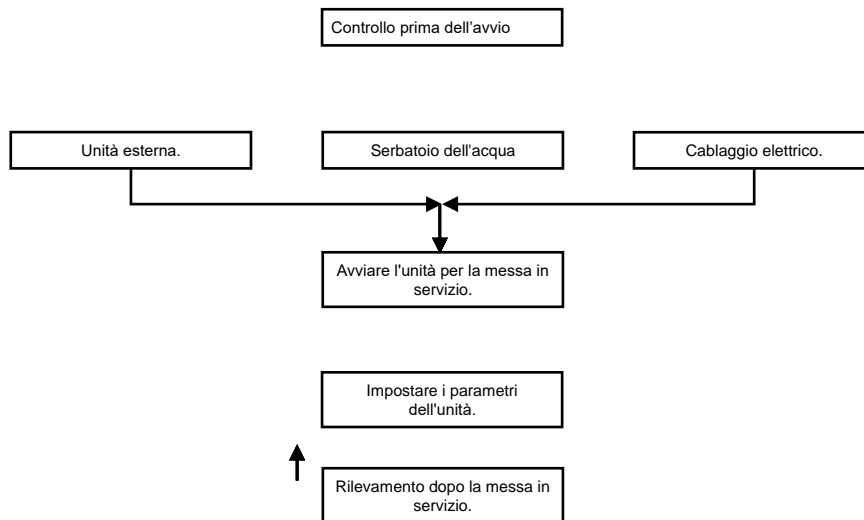 Controllo prima dell’avvio
Unità esterna.
Serbatoio dell'acqua
Cablaggio elettrico.
Avviare l'unità per la messa in
servizio.
Impostare i parametri
dell'unità.
Rilevamento dopo la messa in
servizio.